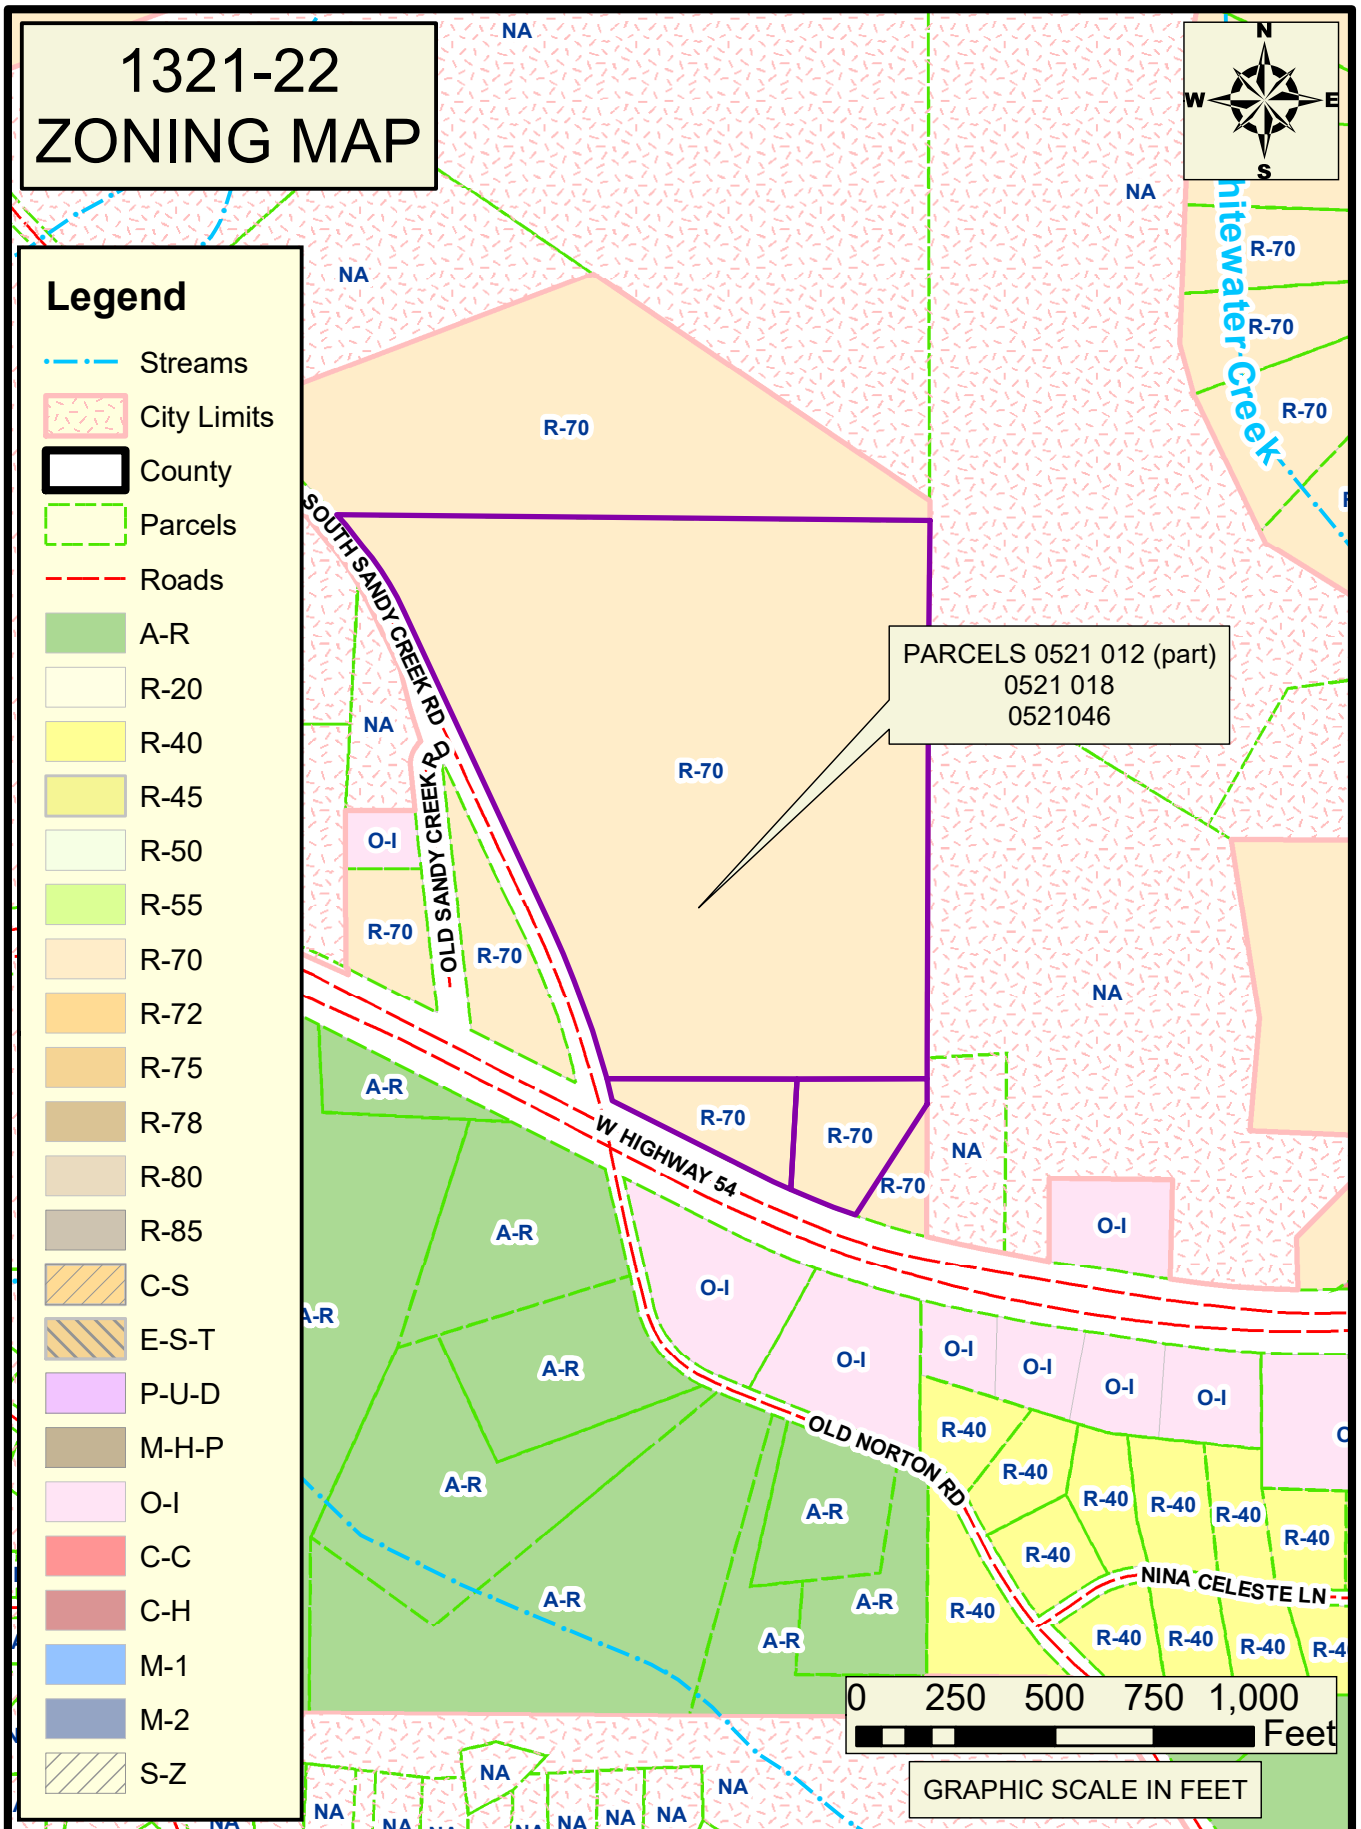 1321-22
ZONING MAP
N
W E
S
Legend
Streams
City Limits
County
Parcels
Roads
A-R
R-20
R-40
R-45
R-50
R-55
R-70
R-72
R-75
R-78
R-80
R-85
C-S
E-S-T
P-U-D
M-H-P
O-I
C-C
C-H
M-1
M-2
S-Z
NA
NA
NA
hitewater Creek
R-70
R-70
R-70
R-70
SOUTH SANDY CREEK RD
PARCELS 0521 012 (part)
0521 018
0521046
NA
R-70
OLD SANDY CREEK RD
O-I
R-70
R-70
NA
A-R
R-70
R-70
R-70
NA
W HIGHWAY 54
A-R
O-I
O-I
A-R
O-I
O-I
O-I
O-I
O-I
A-R
O-I
OLD NORTON RD
R-40
R-40
R-40
R-40
R-40
R-40
R-40
A-R
A-R
A-R
A-R
A-R
NINA CELESTE LN
R-40
R-40
R-40
R-40
R-4
0 250 500 750 1,000
Feet
GRAPHIC SCALE IN FEET
NA
NA
NA
NA
NA
NA
NA
NA